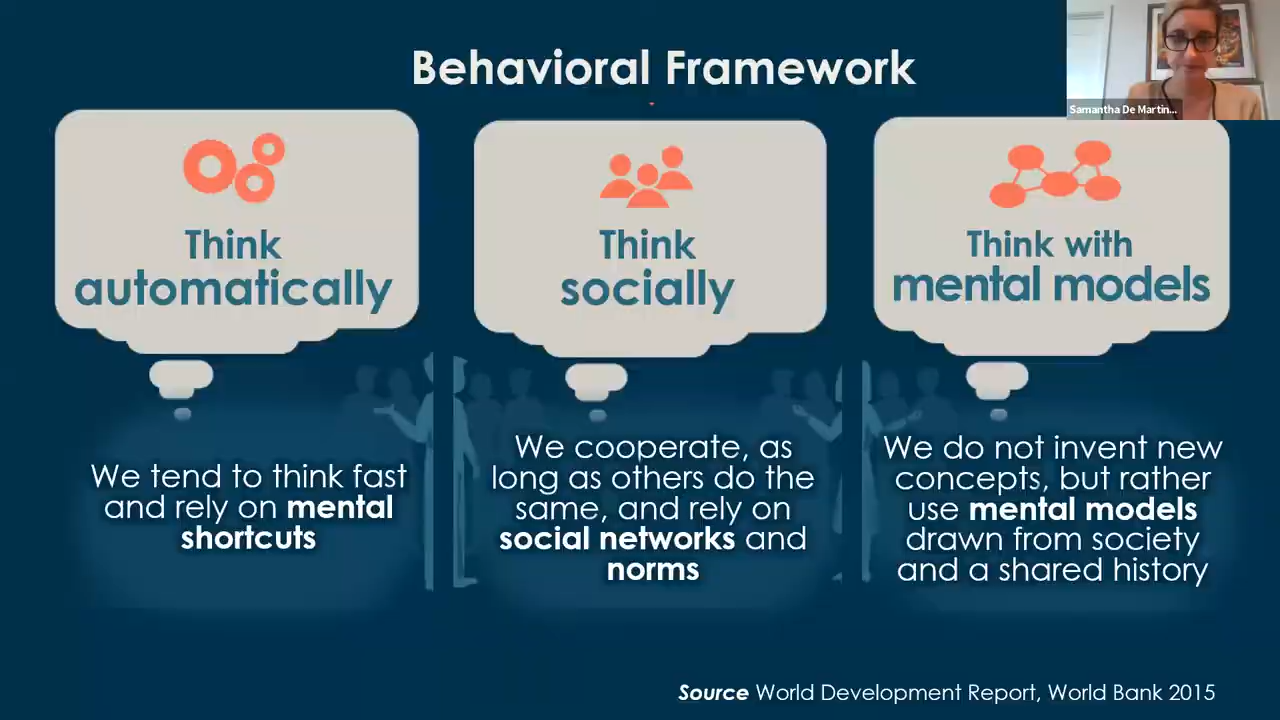 Behavioral Framework
Samantha De Martin...
Think
automatically
Think
socially
Think with
mental models
We tend to think fast
and rely on mental
shortcuts
We cooperate, as
long as others do the
same, and rely on
social networks and
norms
We do not invent new
concepts, but rather
use mental models
drawn from society
and a shared history
Source World Development Report, World Bank 2015